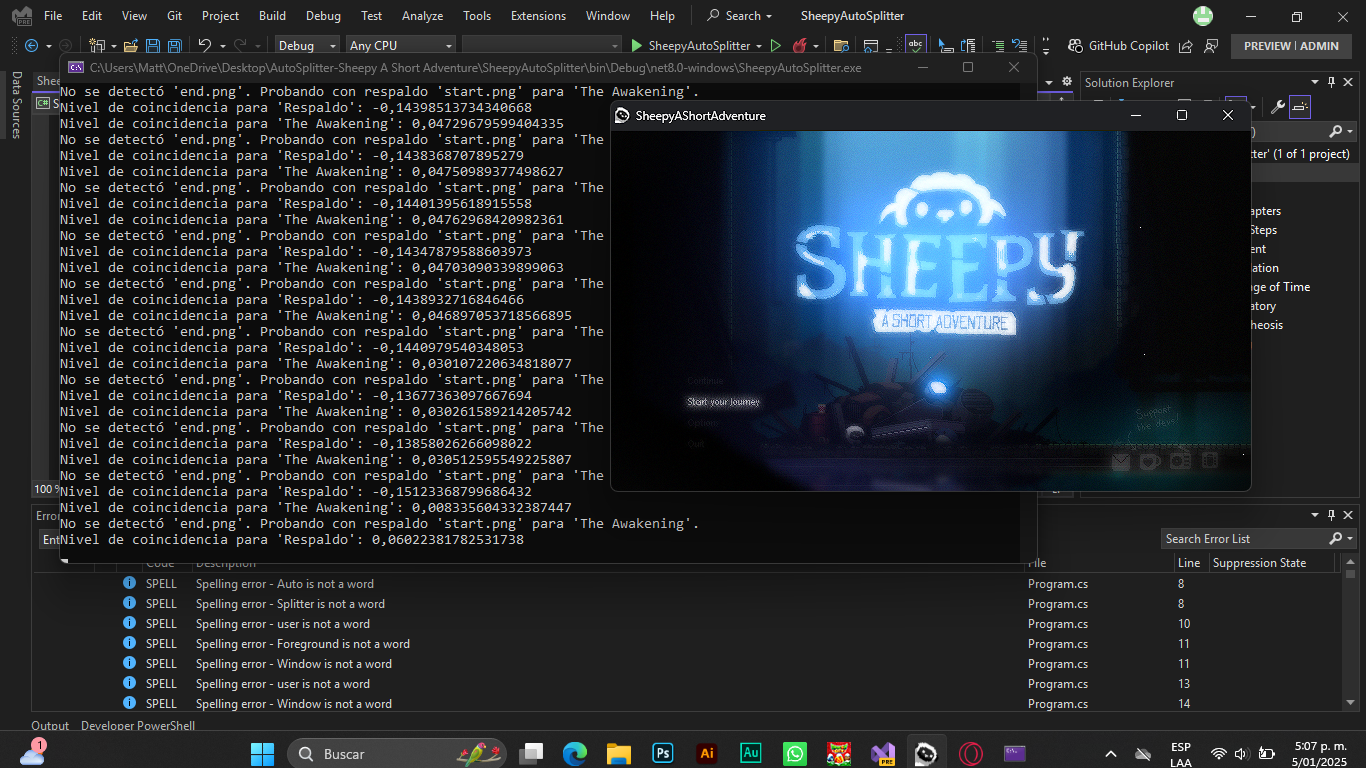 File Edit View Git Project Build Debug Test Analyze Tools Extensions Window Help Search SheepyAutoSplitter
Debug Any CPU SheepyAutoSplitter GitHub Copilot PREVIEW | ADMIN
Data Sources
C:\Users\Matt\OneDrive\Desktop\AutoSplitter-Sheepy A Short Adventure\SheepyAutoSplitter\bin\Debug\net8.0-windows\SheepyAutoSplitter.exe
No se detectó 'end.png'. Probando con respaldo 'start.png' para 'The Awakening'.
Nivel de coincidencia para 'Respaldo': -0,14398513734340668
Nivel de coincidencia para 'The Awakening': 0,04729679599404335
No se detectó 'end.png'. Probando con respaldo 'start.png' para 'The
Nivel de coincidencia para 'Respaldo': -0,1438368707895279
Nivel de coincidencia para 'The Awakening': 0,04750989377498627
No se detectó 'end.png'. Probando con respaldo 'start.png' para 'The
Nivel de coincidencia para 'Respaldo': -0,14401395618915558
Nivel de coincidencia para 'The Awakening': 0,04762968420982361
No se detectó 'end.png'. Probando con respaldo 'start.png' para 'The
Nivel de coincidencia para 'Respaldo': -0,14347879588603973
Nivel de coincidencia para 'The Awakening': 0,04703090339899063
No se detectó 'end.png'. Probando con respaldo 'start.png' para 'The
Nivel de coincidencia para 'Respaldo': -0,1438932716846466
Nivel de coincidencia para 'The Awakening': 0,046897053718566895
No se detectó 'end.png'. Probando con respaldo 'start.png' para 'The
Nivel de coincidencia para 'Respaldo': -0,1440979540348053
Nivel de coincidencia para 'The Awakening': 0,030107220634818077
No se detectó 'end.png'. Probando con respaldo 'start.png' para 'The
Nivel de coincidencia para 'Respaldo': -0,13677363097667694
Nivel de coincidencia para 'The Awakening': 0,030261589214205742
No se detectó 'end.png'. Probando con respaldo 'start.png' para 'The
Nivel de coincidencia para 'Respaldo': -0,13858026266098022
Nivel de coincidencia para 'The Awakening': 0,030512595549225807
No se detectó 'end.png'. Probando con respaldo 'start.png' para 'The
Nivel de coincidencia para 'Respaldo': -0,15123368799686432
Nivel de coincidencia para 'The Awakening': 0,008335604332387447
No se detectó 'end.png'. Probando con respaldo 'start.png' para 'The Awakening'.
Nivel de coincidencia para 'Respaldo': 0,06022381782531738
SheepyAShortAdventure
SHEEPY
A SHORT ADVENTURE
Continue
Start your Journey
Options
Quit
Support
the devs!
Solution Explorer
tter' (1 of 1 project)
apters
Steps
ent
ation
nge of Time
atory
theosis
100 %
Search Error List
Code Description File Line Suppression State
SPELL Spelling error - Auto is not a word Program.cs 8
SPELL Spelling error - Splitter is not a word Program.cs 8
SPELL Spelling error - user is not a word Program.cs 10
SPELL Spelling error - Foreground is not a word Program.cs 11
SPELL Spelling error - Window is not a word Program.cs 11
SPELL Spelling error - user is not a word Program.cs 13
SPELL Spelling error - Window is not a word Program.cs 14
Output Developer PowerShell
1 Buscar ESP LAA 5:07 p. m. 5/01/2025